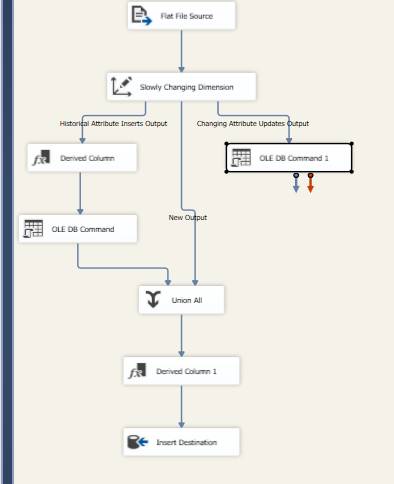 Flat File Source
Slowly Changing Dimension
Historical Attribute Inserts Output
Changing Attribute Updates Output
Derived Column
OLE DB Command 1
New Output
OLE DB Command
Union All
Derived Column 1
Insert Destination